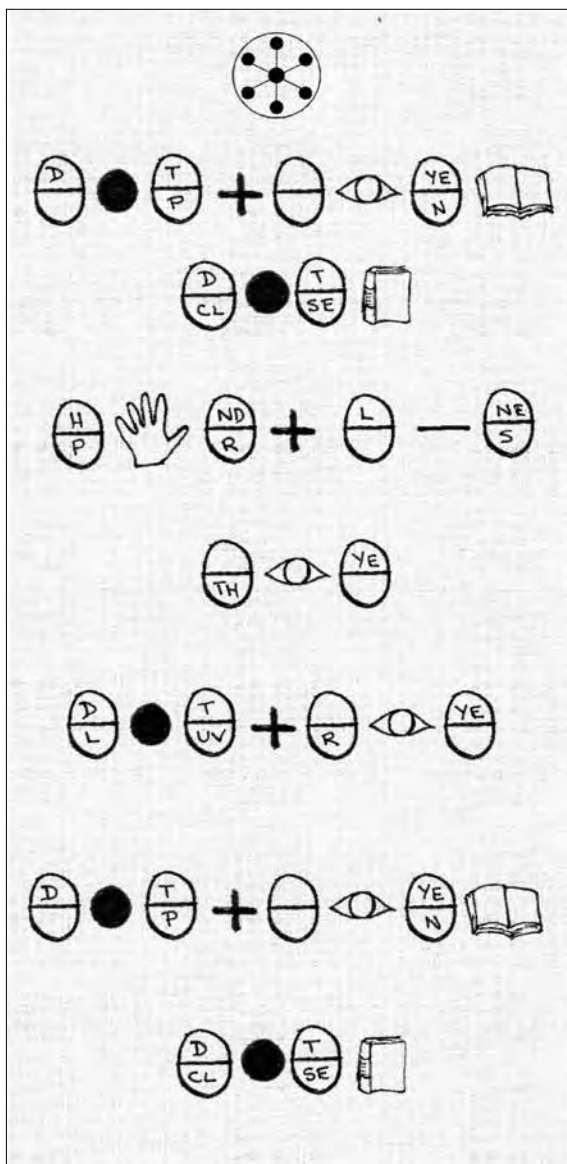 D T YE
P N
D T
CL SE
H ND L NE
P R S
YE
TH
D T YE
L UV R
D T YE
P N
D T
CL SE